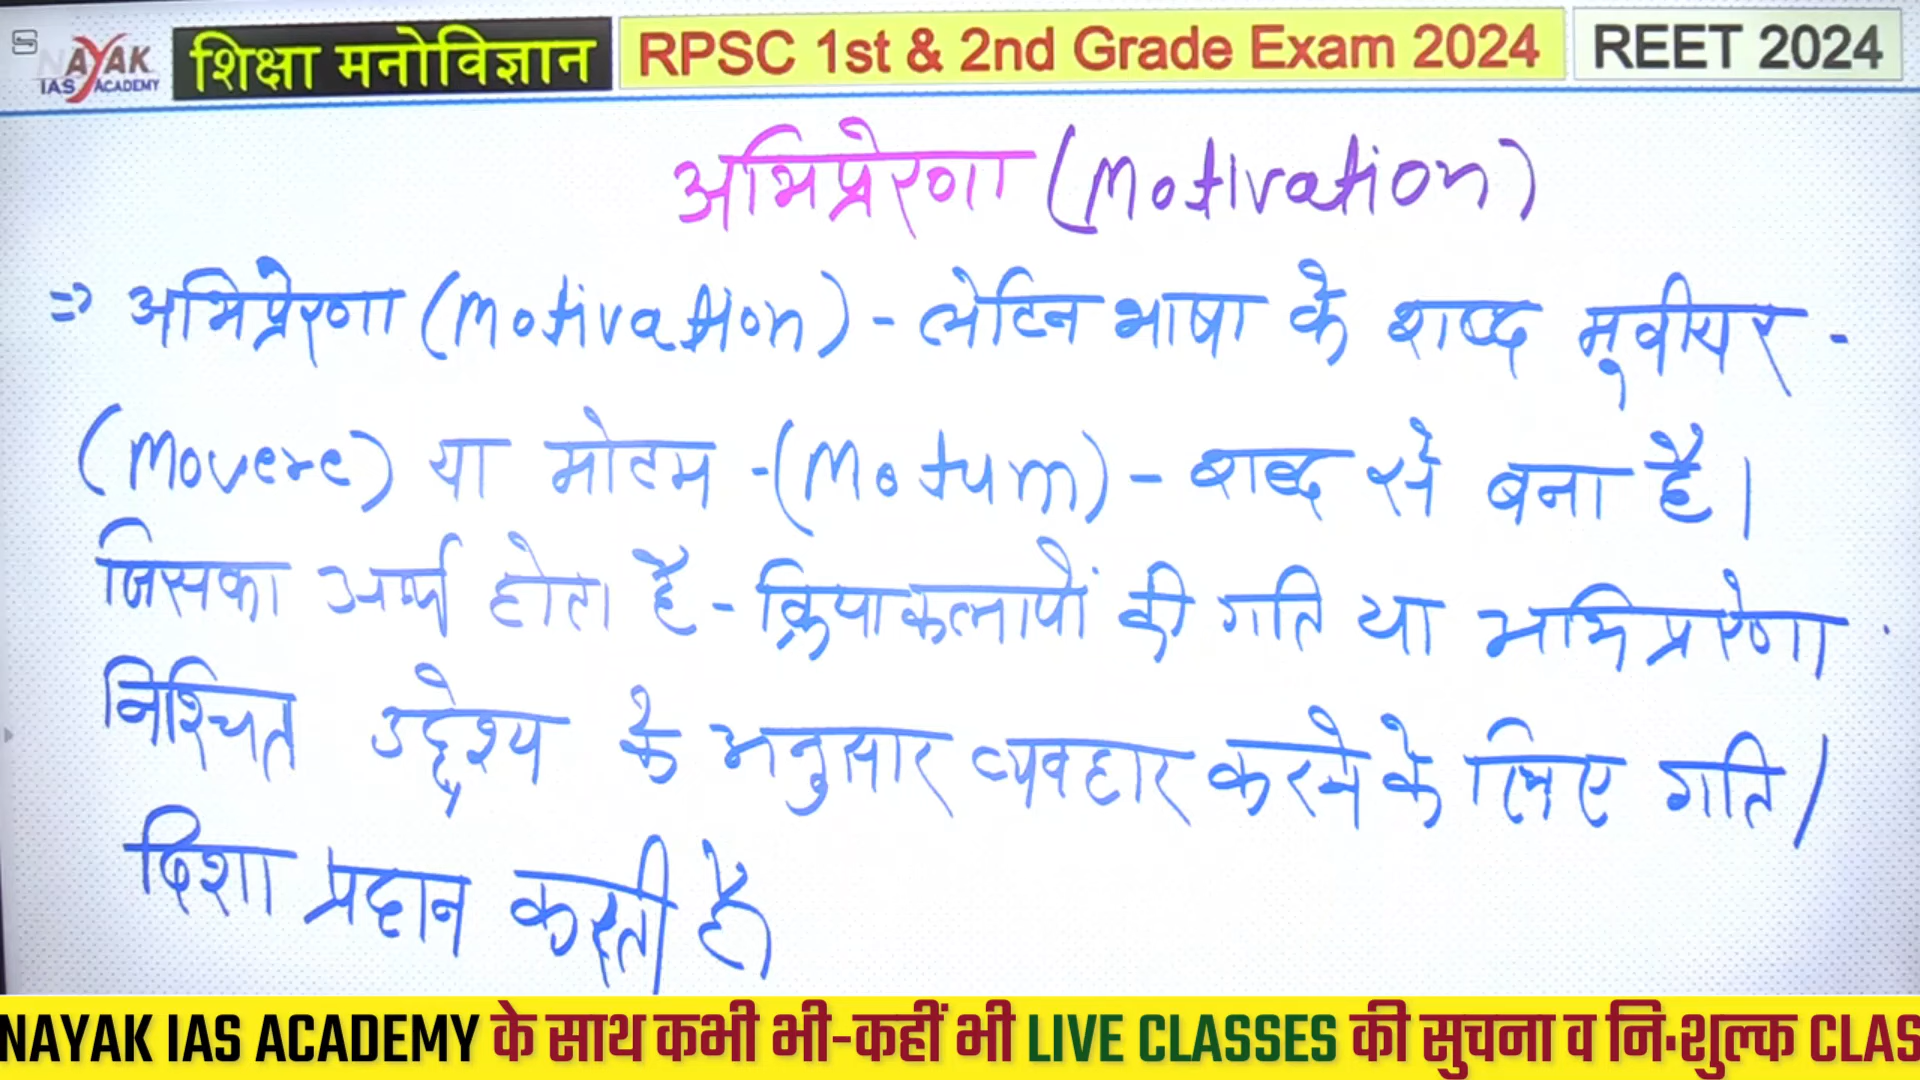 NAYAK
IAS ACADEMY
शिक्षा मनोविज्ञान
RPSC 1st & 2nd Grade Exam 2024
REET 2024
अभिप्रेरणा (Motivation)
=> अभिप्रेरणा (Motivation) - लेटिन भाषा के शब्द मूवीयर -
(Movere) या मोटम -(Motum) - शब्द से बना है।
जिसका अर्थ होता है - क्रियाकलापों की गति या अभिप्ररेणा
निश्चित उद्देश्य के अनुसार व्यवहार करने के लिए गति/
दिशा प्रदान करती है।
NAYAK IAS ACADEMY के साथ कभी भी-कहीं भी LIVE CLASSES की सुचना व नि.शुल्क CLAS